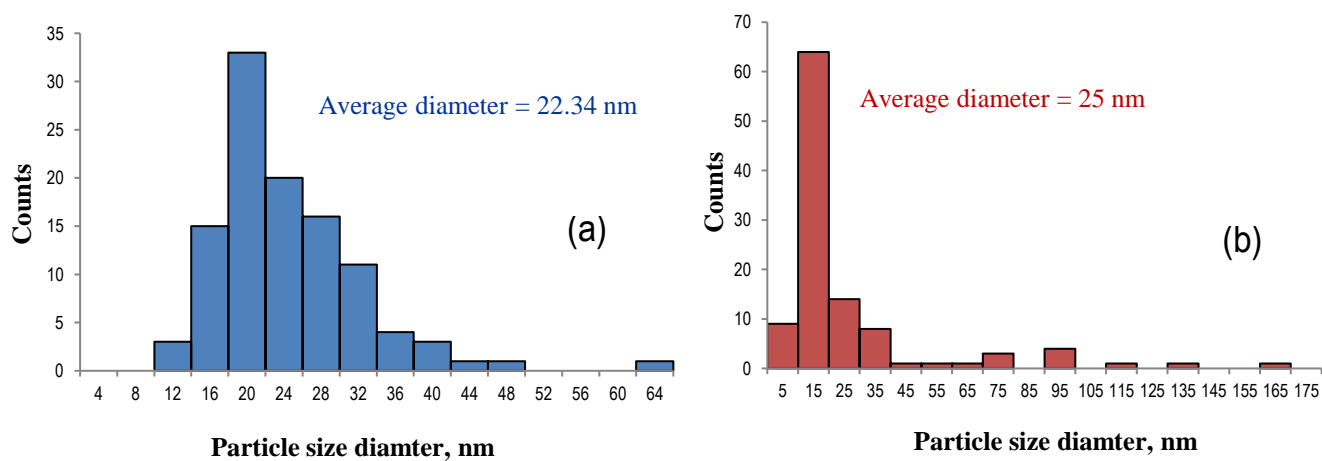 35
30
25
20
15
10
5
0
Counts
Average diameter = 22.34 nm
(a)
4 8 12 16 20 24 28 32 36 40 44 48 52 56 60 64
Particle size diamter, nm
70
60
50
40
30
20
10
0
Counts
Average diameter = 25 nm
(b)
5 15 25 35 45 55 65 75 85 95 105 115 125 135 145 155 165 175
Particle size diamter, nm